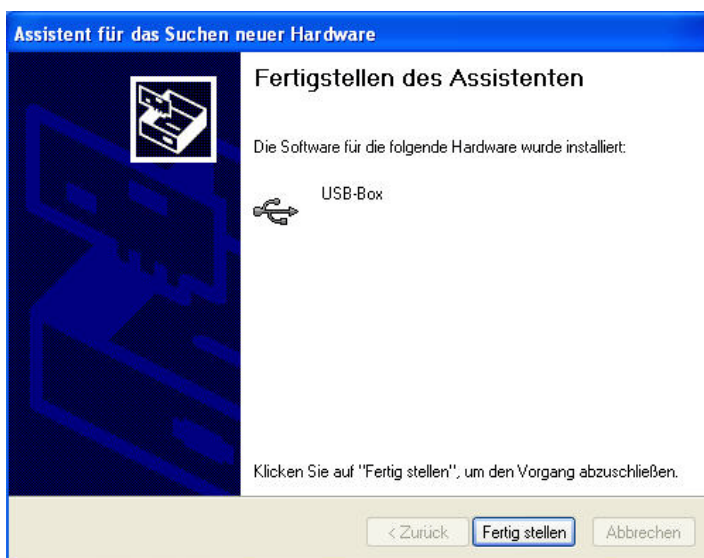 Assistent für das Suchen neuer Hardware
Fertigstellen des Assistenten
Die Software für die folgende Hardware wurde installiert:
USB-Box
Klicken Sie auf "Fertig stellen", um den Vorgang abzuschließen.
< Zurück Fertig stellen Abbrechen